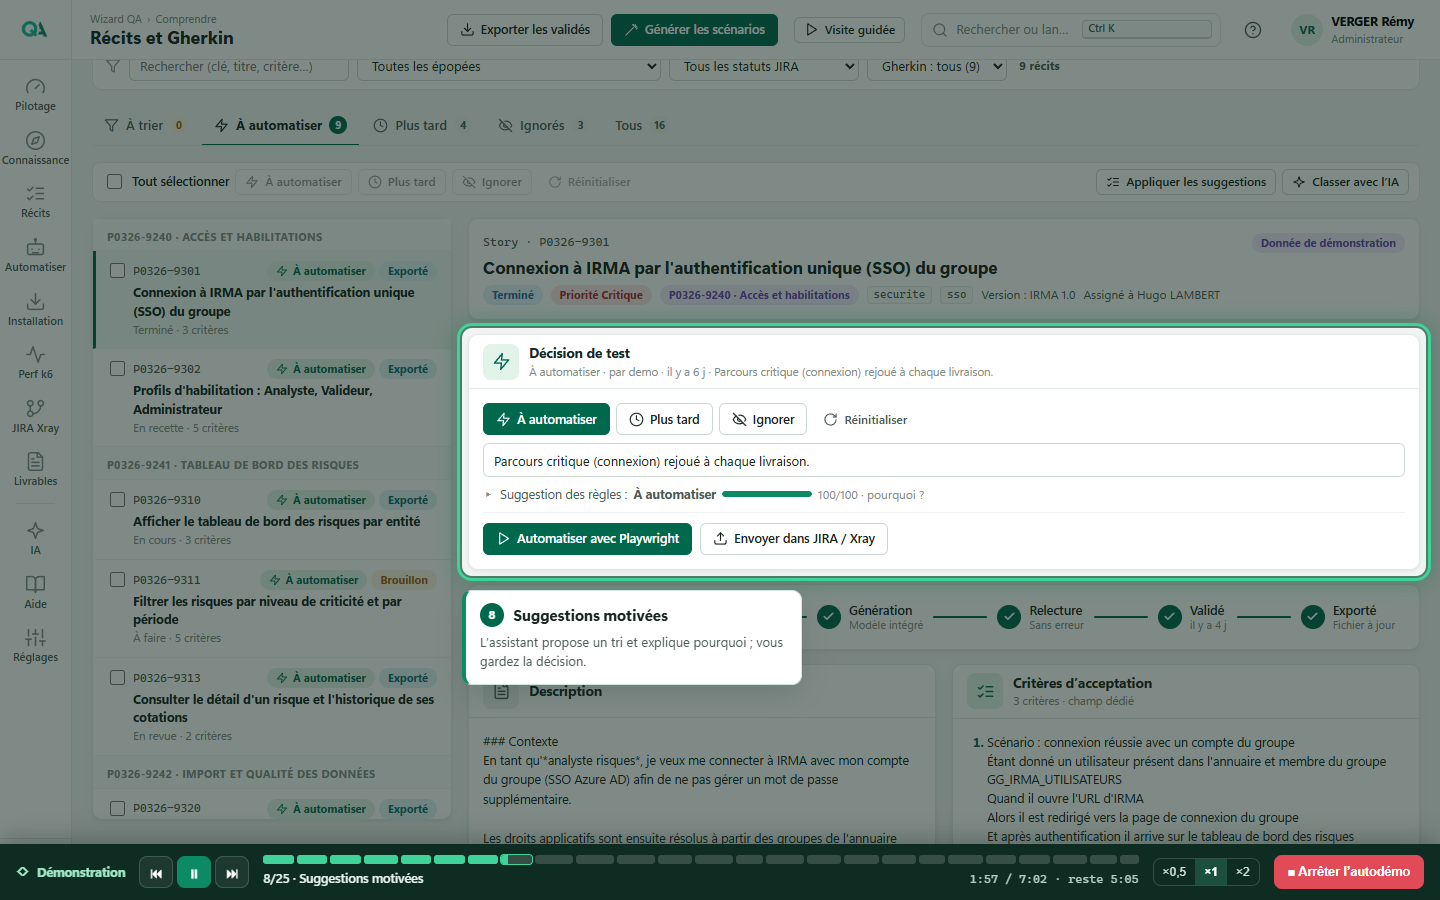 QA
Wizard QA › Comprendre
Récits et Gherkin
Exporter les validés
Générer les scénarios
Visite guidée
Rechercher ou lan...
Ctrl K
VR
VERGER Rémy
Administrateur
Pilotage
Connaissance
Récits
Automatiser
Installation
Perf k6
JIRA Xray
Livrables
IA
Aide
Réglages
Rechercher (clé, titre, critère...)
Toutes les épopées
Tous les statuts JIRA
Gherkin : tous (9)
9 récits
À trier 0
À automatiser 9
Plus tard 4
Ignorés 3
Tous 16
Tout sélectionner
À automatiser
Plus tard
Ignorer
Réinitialiser
Appliquer les suggestions
Classer avec l'IA
P0326-9240 · ACCÈS ET HABILITATIONS
P0326-9301 À automatiser Exporté
Connexion à IRMA par l'authentification unique
(SSO) du groupe
Terminé · 3 critères
P0326-9302 À automatiser Exporté
Profils d'habilitation : Analyste, Valideur,
Administrateur
En recette · 5 critères
P0326-9241 · TABLEAU DE BORD DES RISQUES
P0326-9310 À automatiser Exporté
Afficher le tableau de bord des risques par entité
En cours · 3 critères
P0326-9311 À automatiser Brouillon
Filtrer les risques par niveau de criticité et par
période
À faire · 5 critères
P0326-9313 À automatiser Exporté
Consulter le détail d'un risque et l'historique de ses
cotations
En revue · 2 critères
P0326-9242 · IMPORT ET QUALITÉ DES DONNÉES
P0326-9320 À automatiser Exporté
Story · P0326-9301
Donnée de démonstration
Connexion à IRMA par l'authentification unique (SSO) du groupe
Terminé Priorité Critique P0326-9240 · Accès et habilitations securite sso Version : IRMA 1.0 Assigné à Hugo LAMBERT
Décision de test
À automatiser · par demo · il y a 6 j · Parcours critique (connexion) rejoué à chaque livraison.
À automatiser
Plus tard
Ignorer
Réinitialiser
Parcours critique (connexion) rejoué à chaque livraison.
Suggestion des règles : À automatiser 100/100 · pourquoi ?
Automatiser avec Playwright
Envoyer dans JIRA / Xray
8 Suggestions motivées
L'assistant propose un tri et explique pourquoi ; vous
gardez la décision.
Génération
Modèle intégré
Relecture
Sans erreur
Validé
il y a 4 j
Exporté
Fichier à jour
Description
### Contexte
En tant qu'*analyste risques*, je veux me connecter à IRMA avec mon compte
du groupe (SSO Azure AD) afin de ne pas gérer un mot de passe
supplémentaire.
Les droits applicatifs sont ensuite résolus à partir des groupes de l'annuaire
Critères d'acceptation
3 critères · champ dédié
1. Scénario : connexion réussie avec un compte du groupe
Étant donné un utilisateur présent dans l'annuaire et membre du groupe
GG_IRMA_UTILISATEURS
Quand il ouvre l'URL d'IRMA
Alors il est redirigé vers la page de connexion du groupe
Et après authentification il arrive sur le tableau de bord des risques
Démonstration
8/25 · Suggestions motivées
1:57 / 7:02 · reste 5:05
×0,5
×1
×2
Arrêter l'autodémo